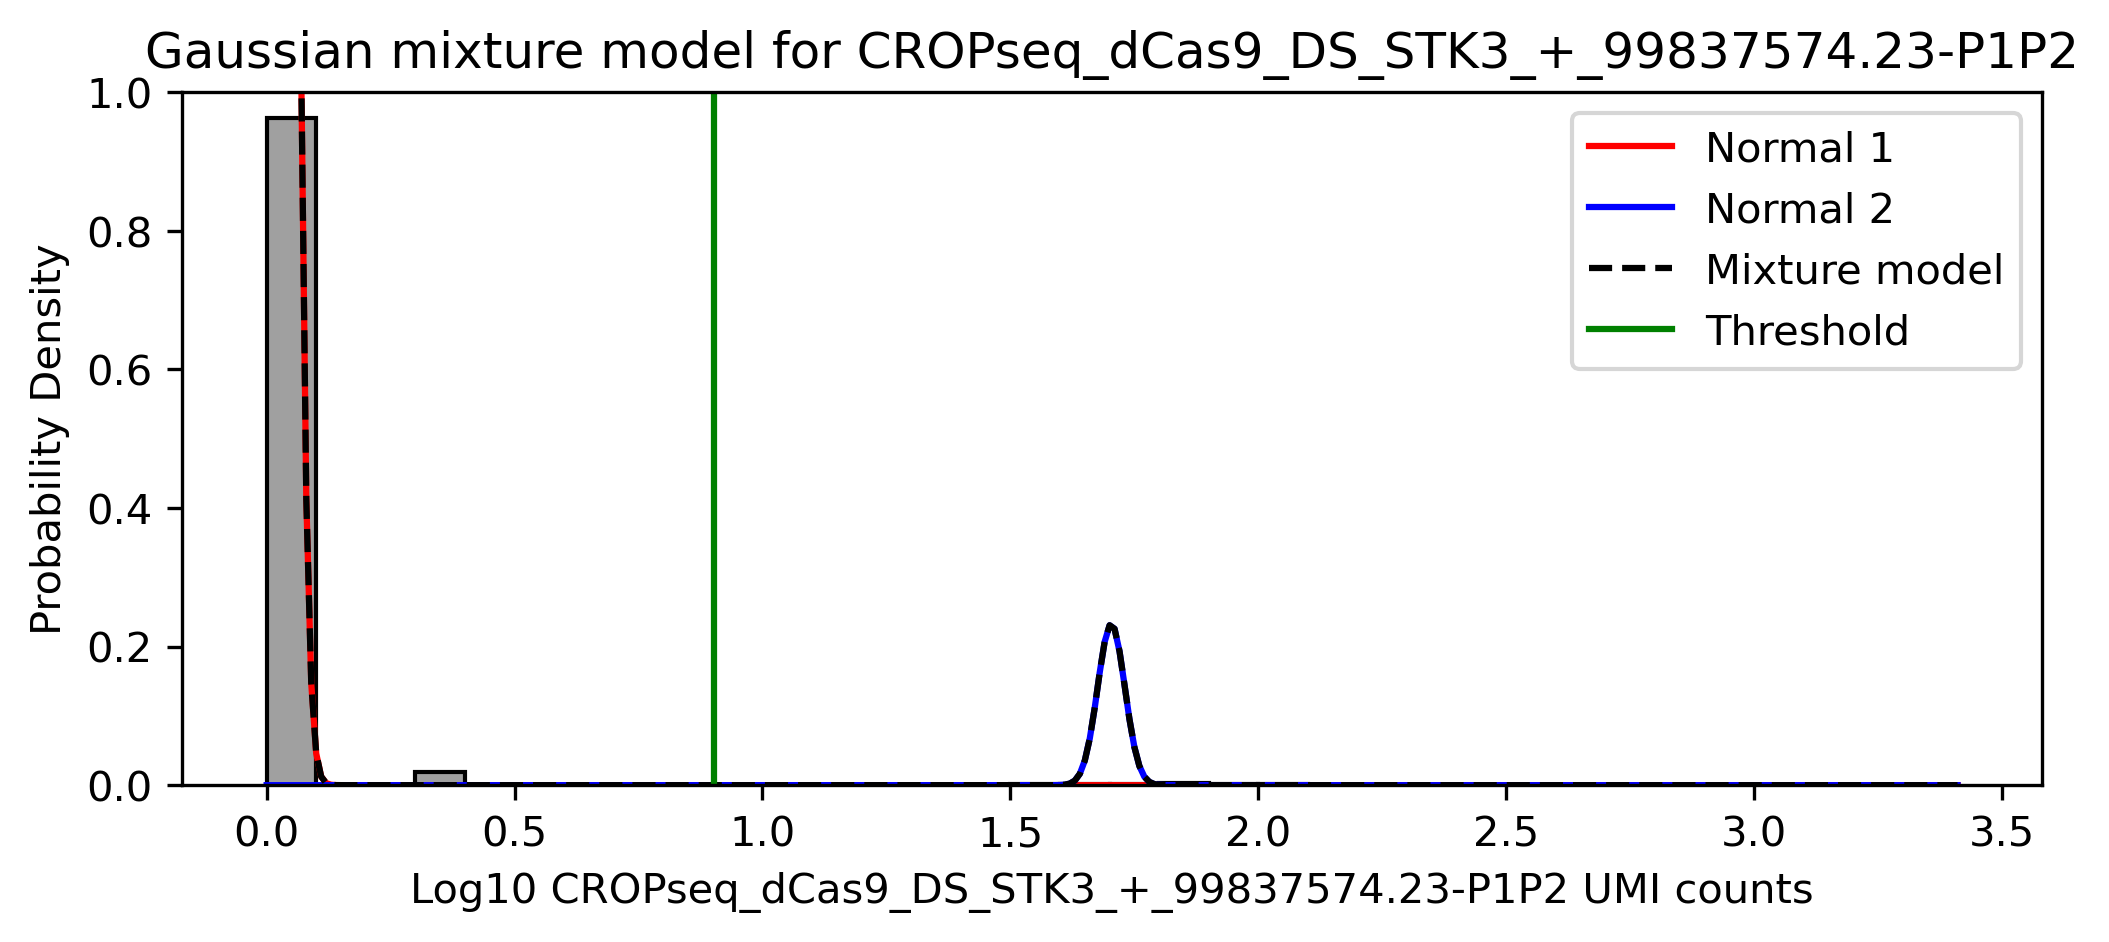 Gaussian mixture model for CROPseq_dCas9_DS_STK3_+_99837574.23-P1P2
1.0
0.8
0.6
0.4
0.2
0.0
Probability Density
Normal 1
Normal 2
Mixture model
Threshold
0.0 0.5 1.0 1.5 2.0 2.5 3.0 3.5
Log10 CROPseq_dCas9_DS_STK3_+_99837574.23-P1P2 UMI counts